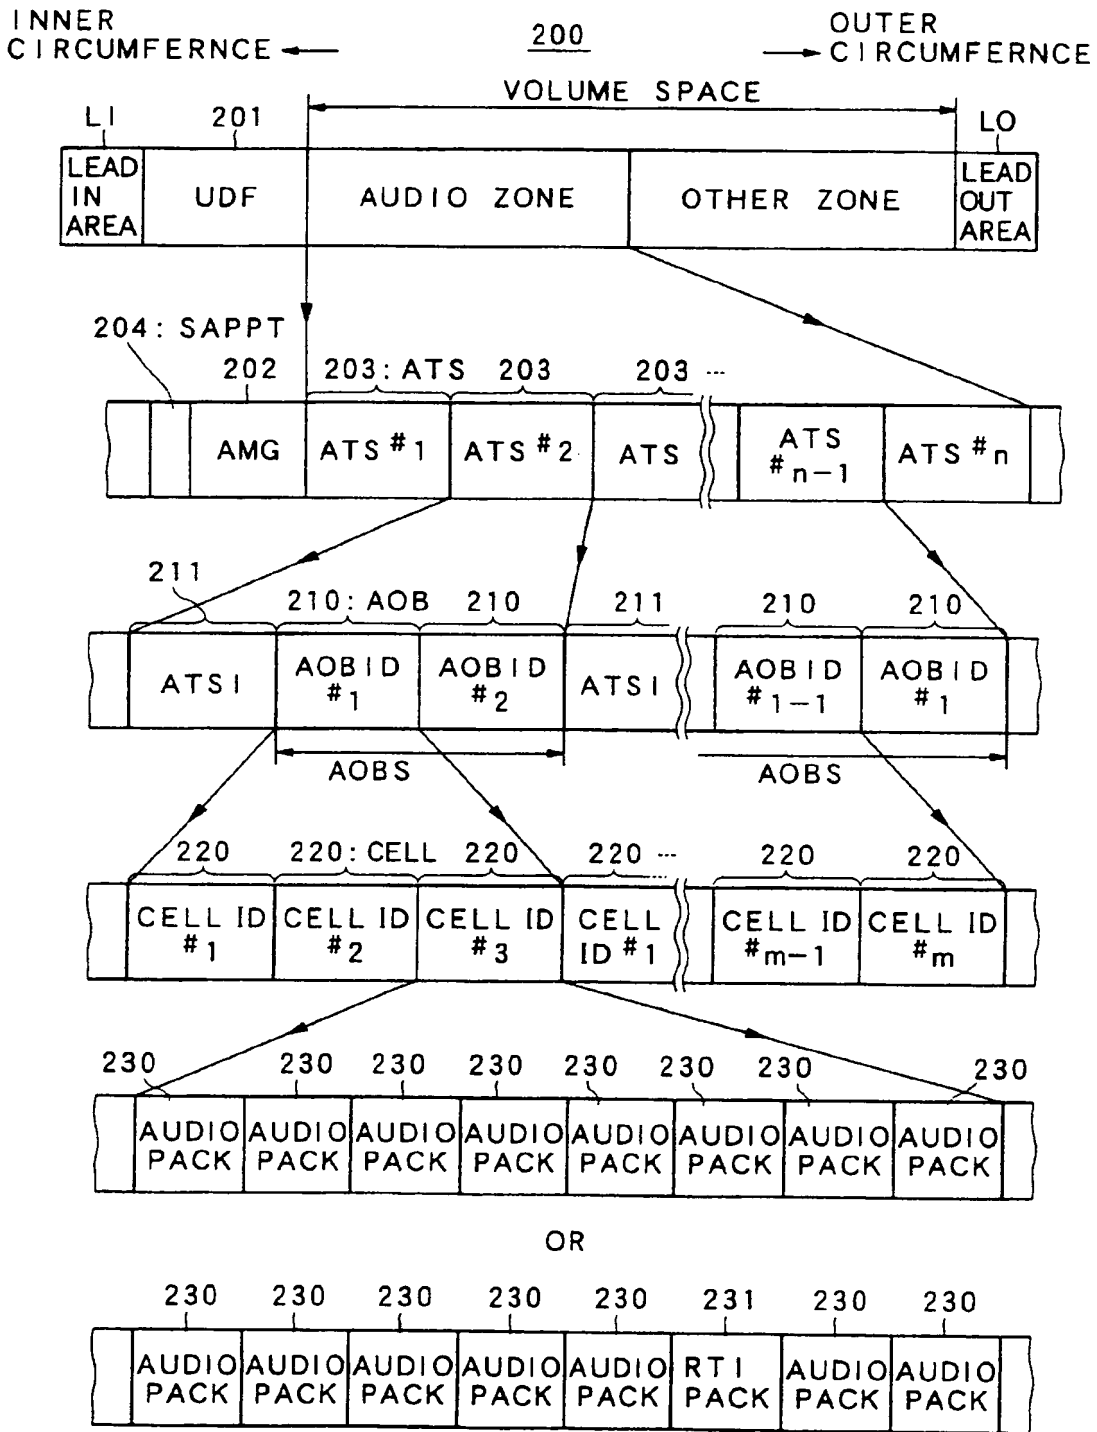 INNER
CIRCUMFERNCE
200
OUTER
CIRCUMFERNCE
VOLUME SPACE
LI
201
LO
LEAD
IN
AREA
UDF
AUDIO ZONE
OTHER ZONE
LEAD
OUT
AREA
204: SAPPT
202
203: ATS
203
203 ...
AMG
ATS #1
ATS #2
ATS
ATS
#n-1
ATS #n
211
210: AOB
210
211
210
210
ATSI
AOBID
#1
AOBID
#2
ATSI
AOBID
#1-1
AOBID
#1
AOBS
AOBS
220
220: CELL
220
220 ...
220
220
CELL ID
#1
CELL ID
#2
CELL ID
#3
CELL
ID #1
CELL ID
#m-1
CELL ID
#m
230
230
230
230
230
230
230
230
AUDIO
PACK
AUDIO
PACK
AUDIO
PACK
AUDIO
PACK
AUDIO
PACK
AUDIO
PACK
AUDIO
PACK
AUDIO
PACK
OR
230
230
230
230
230
231
230
230
AUDIO
PACK
AUDIO
PACK
AUDIO
PACK
AUDIO
PACK
AUDIO
PACK
RTI
PACK
AUDIO
PACK
AUDIO
PACK